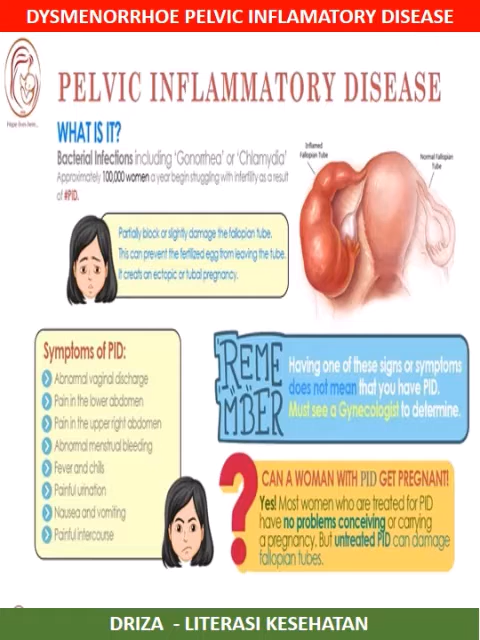 DYSMENORRHOE PELVIC INFLAMATORY DISEASE
PELVIC INFLAMMATORY DISEASE
WHAT IS IT?
Bacterial Infections including 'Gonorrhea' or 'Chlamydia'
Approximately 100,000 women a year begin struggling with infertility as a result
of #PID.
Inflamed
Fallopian Tube
Normal Fallopian
Tube
Partially block or slightly damage the fallopian tube.
This can prevent the fertilized egg from leaving the tube.
It creats an ectopic or tubal pregnancy.
Symptoms of PID:
Abnormal vaginal discharge
Pain in the lower abdomen
Pain in the upper right abdomen
Abnormal menstrual bleeding
Fever and chills
Painful urination
Nausea and vomiting
Painful intercourse
REME
MBER
Having one of these signs or symptoms
does not mean that you have PID.
Must see a Gynecologist to determine.
?
CAN A WOMAN WITH PID GET PREGNANT!
Yes! Most women who are treated for PID
have no problems conceiving or carrying
a pregnancy. But untreated PID can damage
fallopian tubes.
DRIZA - LITERASI KESEHATAN